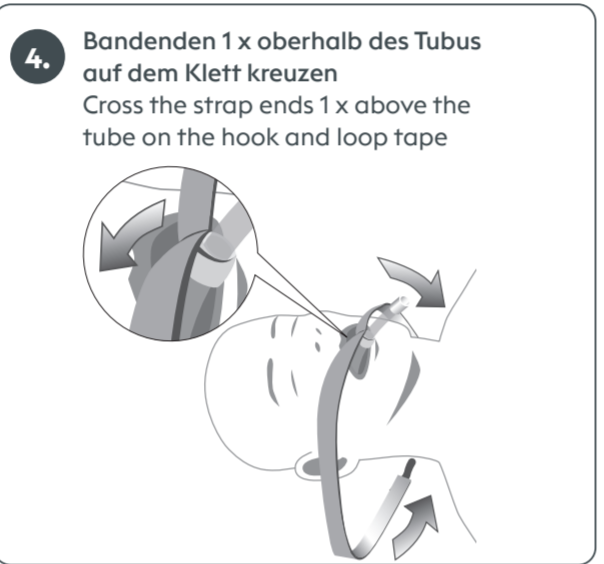 4.
Bandenden 1 x oberhalb des Tubus
auf dem Klett kreuzen
Cross the strap ends 1 x above the
tube on the hook and loop tape